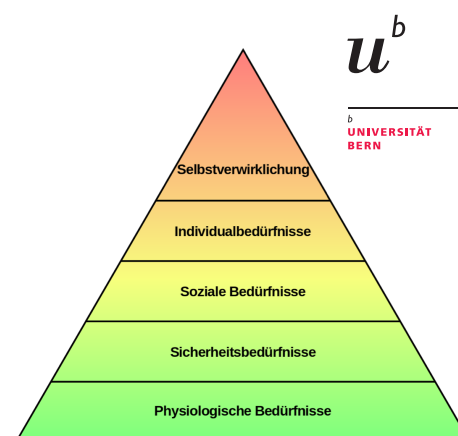 u^b
b
UNIVERSITÄT
BERN
Selbstverwirklichung
Individualbedürfnisse
Soziale Bedürfnisse
Sicherheitsbedürfnisse
Physiologische Bedürfnisse